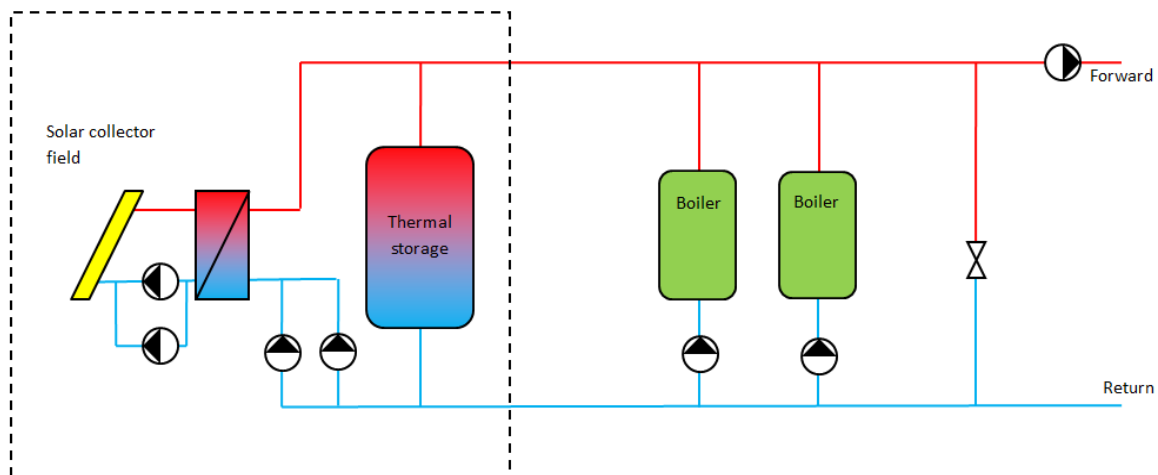 Forward
Solar collector
field
Boiler
Boiler
Thermal
storage
Return